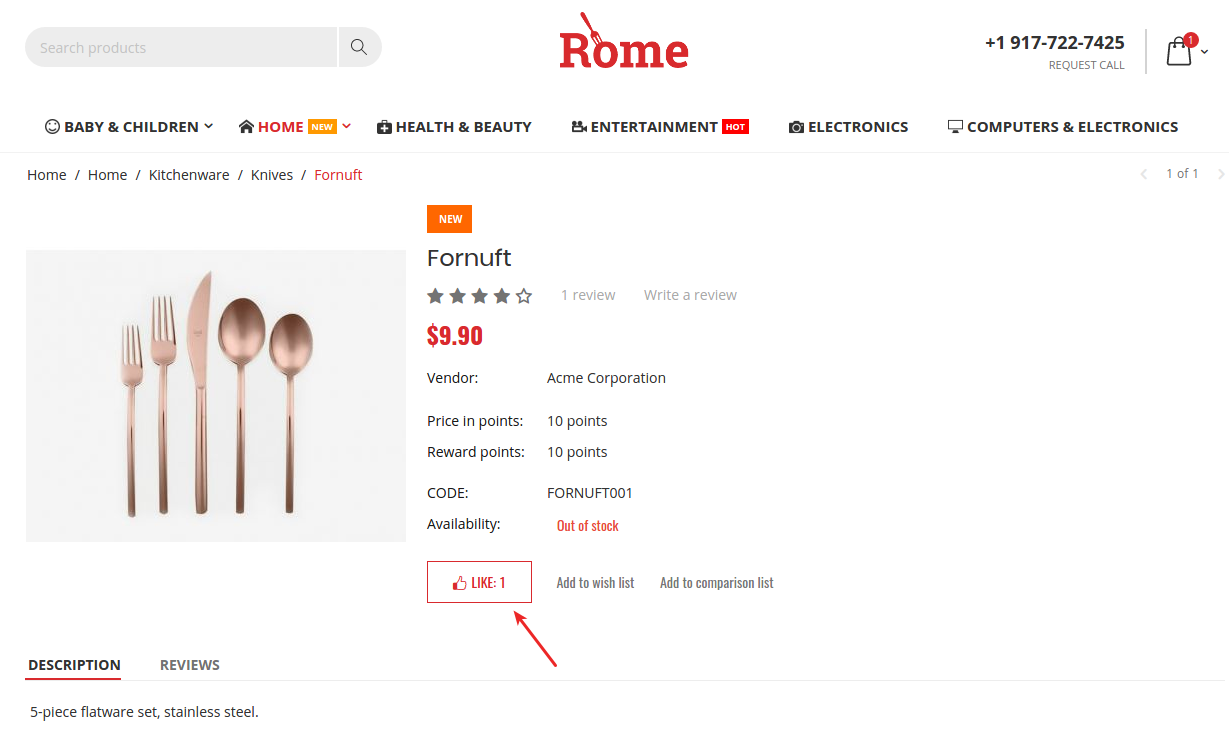 Search products
Rome
+1 917-722-7425
REQUEST CALL
1
BABY & CHILDREN
HOME NEW
HEALTH & BEAUTY
ENTERTAINMENT HOT
ELECTRONICS
COMPUTERS & ELECTRONICS
Home / Home / Kitchenware / Knives / Fornuft
1 of 1
NEW
Fornuft
1 review Write a review
$9.90
Vendor: Acme Corporation
Price in points: 10 points
Reward points: 10 points
CODE: FORNUFT001
Availability: Out of stock
LIKE: 1 Add to wish list Add to comparison list
DESCRIPTION REVIEWS
5-piece flatware set, stainless steel.